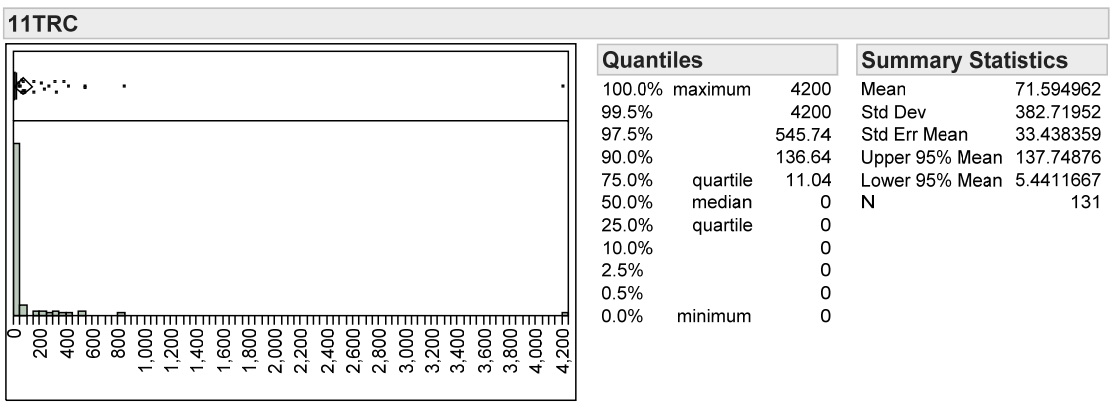 11TRC
Quantiles
100.0% maximum 4200
99.5% 4200
97.5% 545.74
90.0% 136.64
75.0% quartile 11.04
50.0% median 0
25.0% quartile 0
10.0% 0
2.5% 0
0.5% 0
0.0% minimum 0
Summary Statistics
Mean 71.594962
Std Dev 382.71952
Std Err Mean 33.438359
Upper 95% Mean 137.74876
Lower 95% Mean 5.4411667
N 131
0
200
400
600
800
1,000
1,200
1,400
1,600
1,800
2,000
2,200
2,400
2,600
2,800
3,000
3,200
3,400
3,600
3,800
4,000
4,200